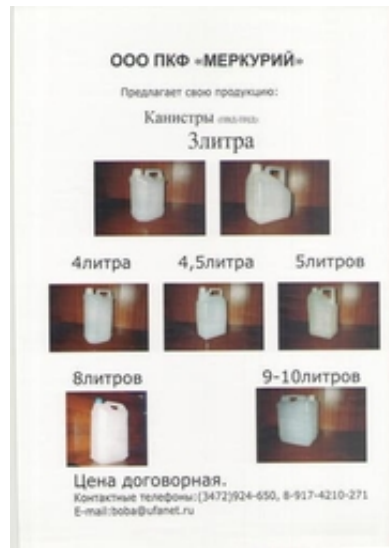 ООО ПКФ «МЕРКУРИЙ»
Предлагает свою продукцию:
Канистры
3литра
4литра 4,5литра 5литров
8литров 9-10литров
Цена договорная.
Контактные телефоны:(3472)924-650, 8-917-4210-271
E-mail:boba@ufanet.ru